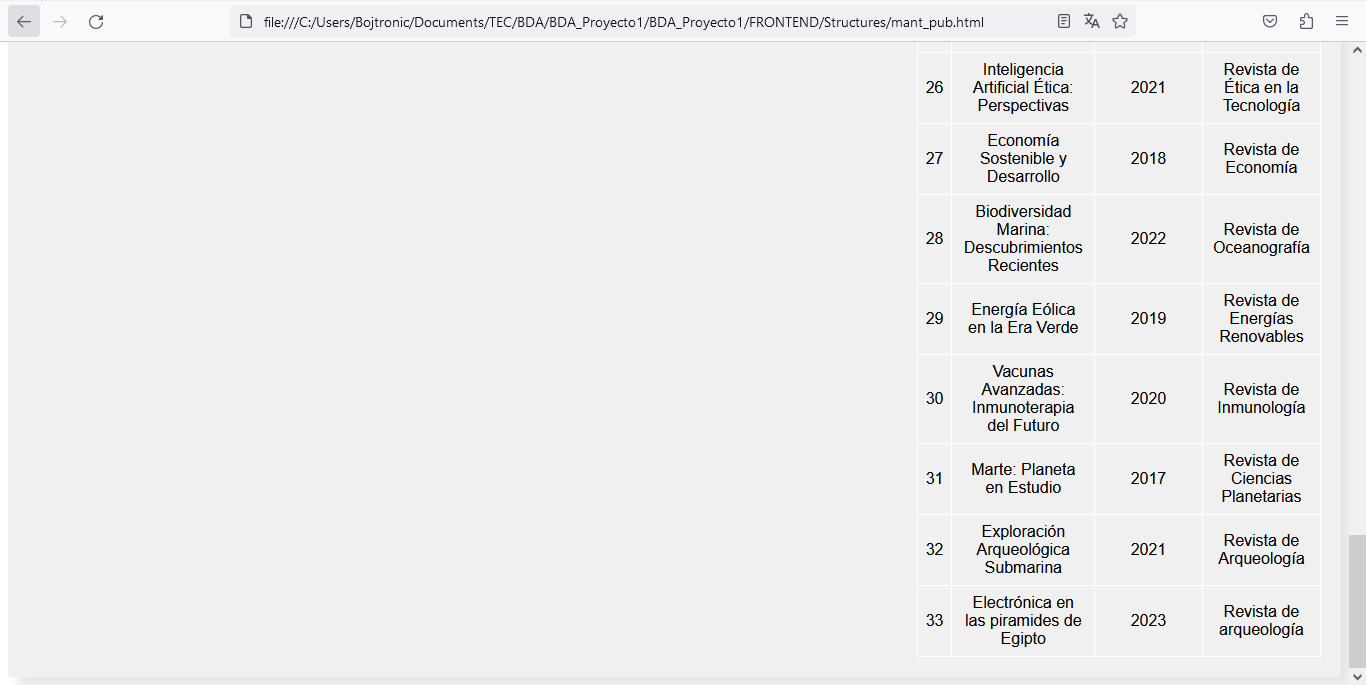 file:///C:/Users/Bojtronic/Documents/TEC/BDA/BDA_Proyecto1/BDA_Proyecto1/FRONTEND/Structures/mant_pub.html
26
Inteligencia
Artificial Ética:
Perspectivas
2021
Revista de
Ética en la
Tecnología
27
Economía
Sostenible y
Desarrollo
2018
Revista de
Economía
28
Biodiversidad
Marina:
Descubrimientos
Recientes
2022
Revista de
Oceanografía
29
Energía Eólica
en la Era Verde
2019
Revista de
Energías
Renovables
30
Vacunas
Avanzadas:
Inmunoterapia
del Futuro
2020
Revista de
Inmunología
31
Marte: Planeta
en Estudio
2017
Revista de
Ciencias
Planetarias
32
Exploración
Arqueológica
Submarina
2021
Revista de
Arqueología
33
Electrónica en
las piramides de
Egipto
2023
Revista de
arqueología